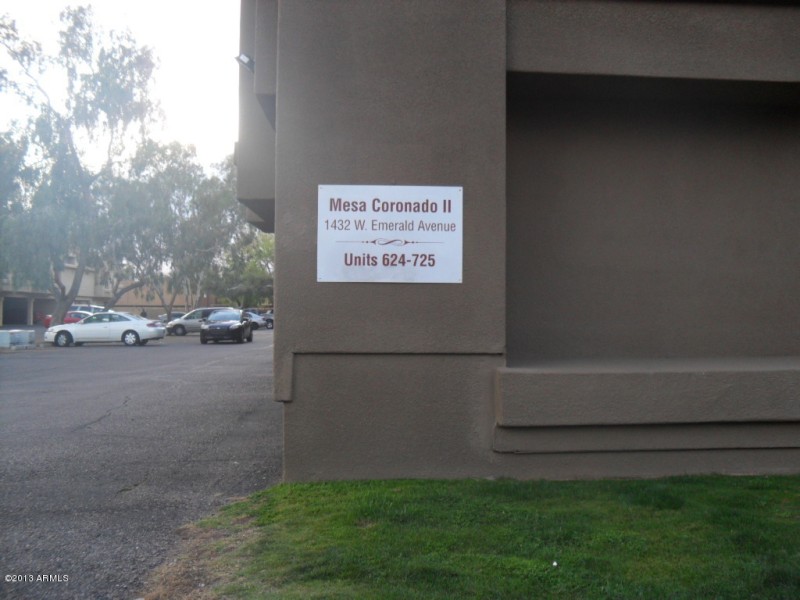 Mesa Coronado II
1432 W. Emerald Avenue
Units 624-725
©2013 ARMLS